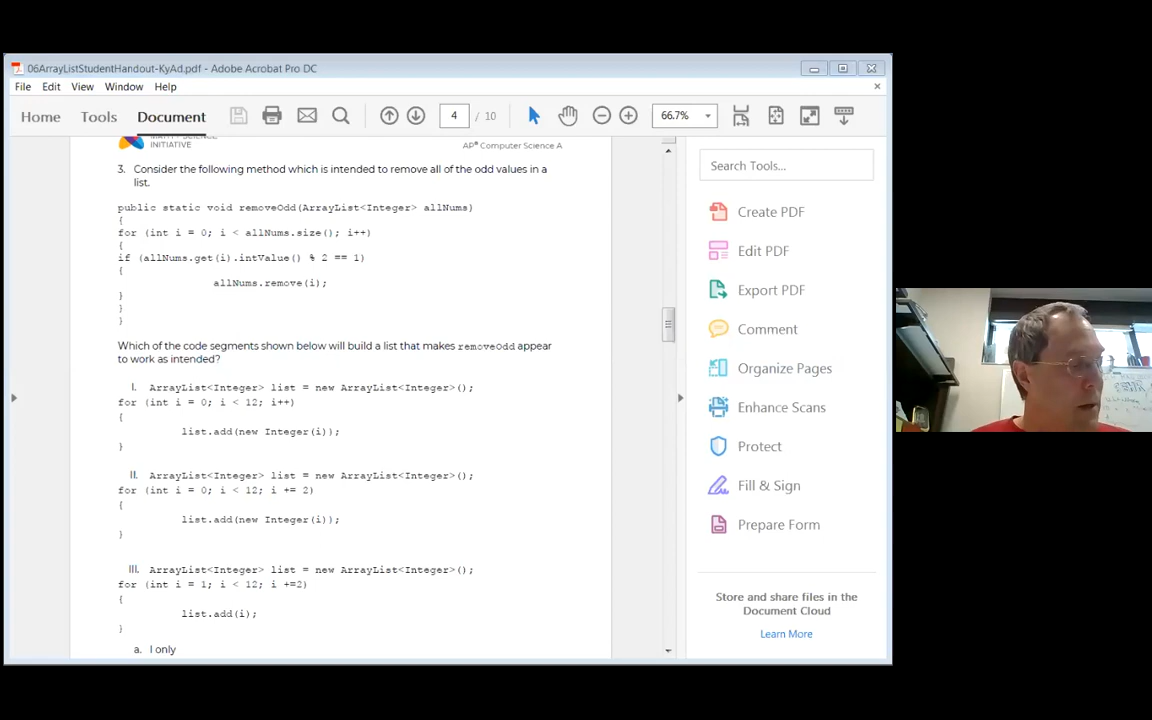 06ArrayListStudentHandout-KyAd.pdf - Adobe Acrobat Pro DC
File Edit View Window Help
Home Tools Document 4 / 10 66.7%
INITIATIVE
AP® Computer Science A
3. Consider the following method which is intended to remove all of the odd values in a
list.
public static void removeOdd(ArrayList<Integer> allNums)
{
for (int i = 0; i < allNums.size(); i++)
{
if (allNums.get(i).intValue() % 2 == 1)
{
allNums.remove(i);
}
}
}
Which of the code segments shown below will build a list that makes removeOdd appear
to work as intended?
I. ArrayList<Integer> list = new ArrayList<Integer>();
for (int i = 0; i < 12; i++)
{
list.add(new Integer(i));
}
II. ArrayList<Integer> list = new ArrayList<Integer>();
for (int i = 0; i < 12; i += 2)
{
list.add(new Integer(i));
}
III. ArrayList<Integer> list = new ArrayList<Integer>();
for (int i = 1; i < 12; i +=2)
{
list.add(i);
}
a. I only
Search Tools...
Create PDF
Edit PDF
Export PDF
Comment
Organize Pages
Enhance Scans
Protect
Fill & Sign
Prepare Form
Store and share files in the
Document Cloud
Learn More